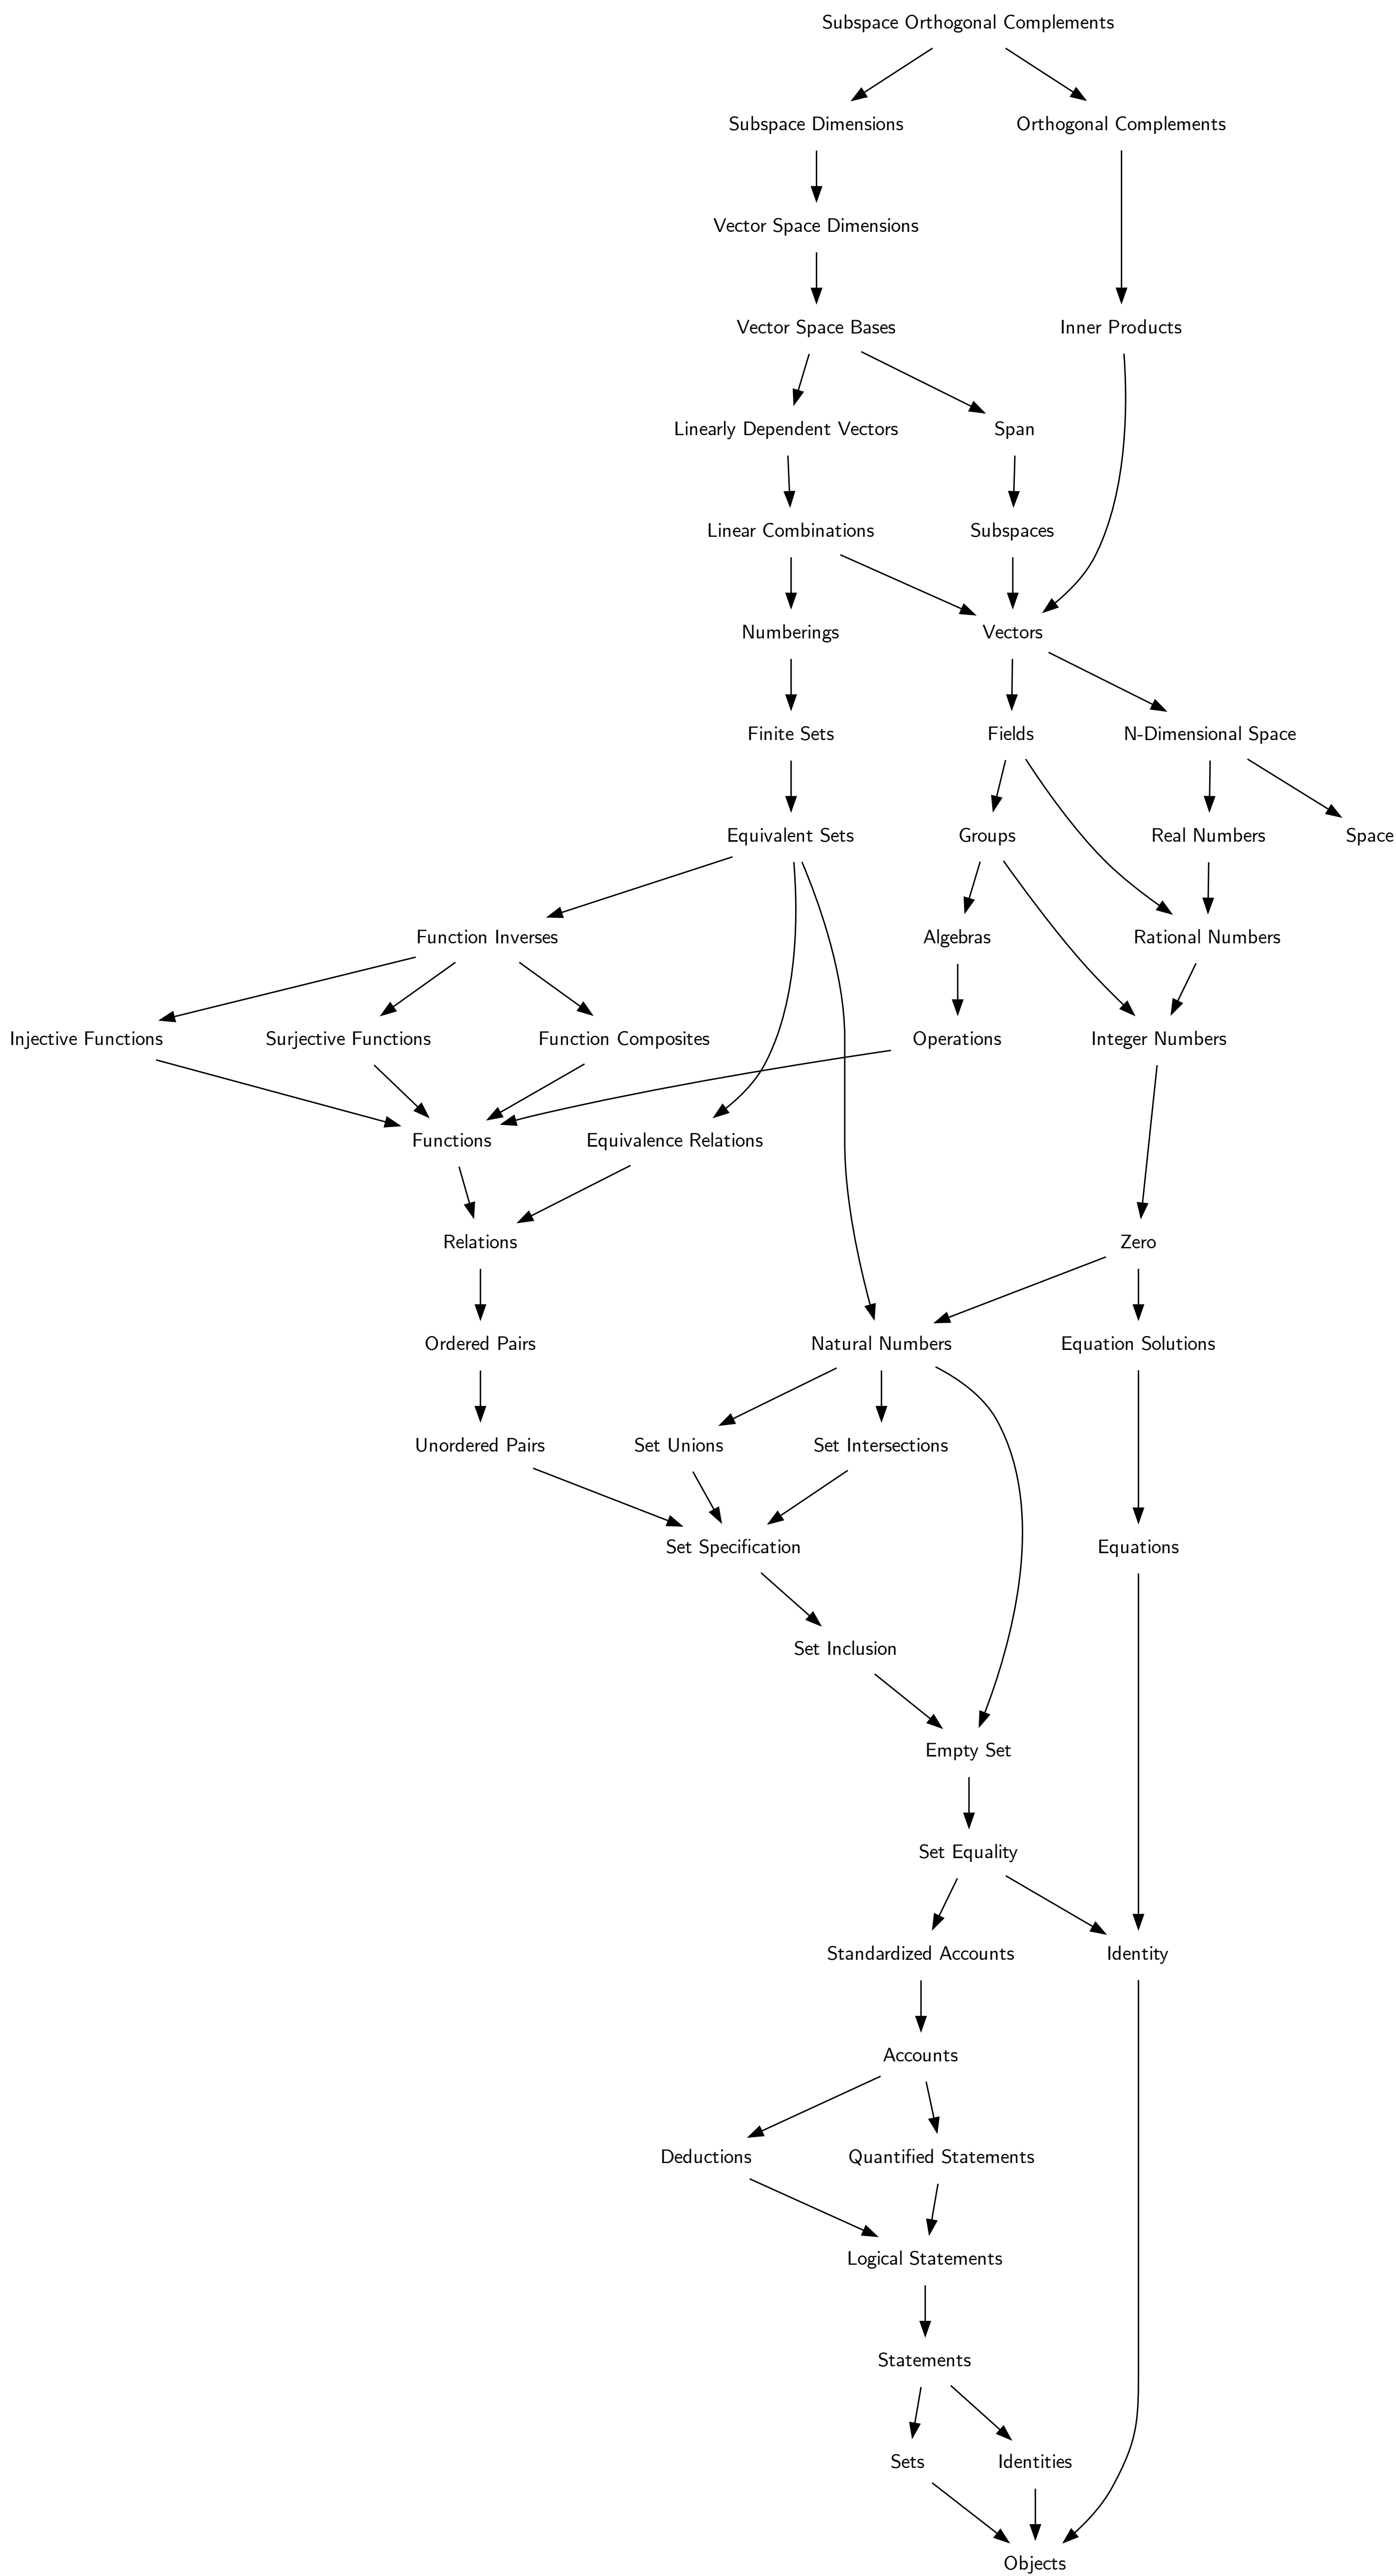 Subspace Orthogonal Complements
Subspace Dimensions
Orthogonal Complements
Vector Space Dimensions
Vector Space Bases
Inner Products
Linearly Dependent Vectors
Span
Linear Combinations
Subspaces
Numberings
Vectors
Finite Sets
Fields
N-Dimensional Space
Equivalent Sets
Groups
Real Numbers
Space
Function Inverses
Algebras
Rational Numbers
Injective Functions
Surjective Functions
Function Composites
Operations
Integer Numbers
Functions
Equivalence Relations
Relations
Zero
Ordered Pairs
Natural Numbers
Equation Solutions
Unordered Pairs
Set Unions
Set Intersections
Set Specification
Equations
Set Inclusion
Empty Set
Set Equality
Standardized Accounts
Identity
Accounts
Deductions
Quantified Statements
Logical Statements
Statements
Sets
Identities
Objects